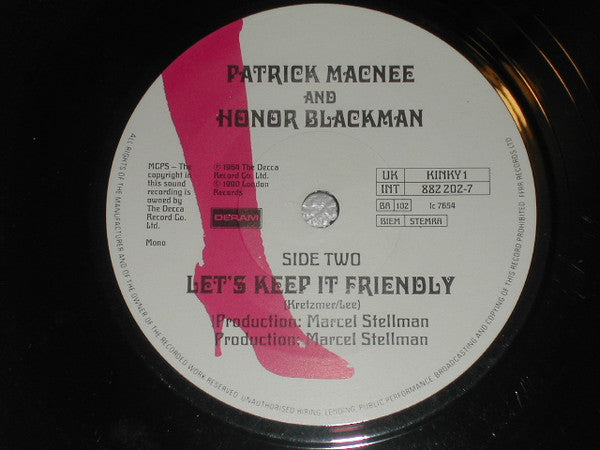 PATRICK MACNEE
AND
HONOR BLACKMAN
MCPS – The
copyright in
this sound
recording is
owned by
The Decca
Record Co.
Ltd.
Mono
℗ 1964 The Decca
Record Co. Ltd.
© 1990 London
Records
DERAM
UK KINKY 1
INT 882 202-7
BA 102 lc 7654
BIEM STEMRA
SIDE TWO
LET'S KEEP IT FRIENDLY
(Kretzmer/Lee)
Production: Marcel Stellman
Production: Marcel Stellman
ALL RIGHTS OF THE MANUFACTURER AND OF THE OWNER OF THE RECORDED WORK RESERVED. UNAUTHORISED HIRING, LENDING, PUBLIC PERFORMANCE, BROADCASTING AND COPYING OF THIS RECORD PROHIBITED.